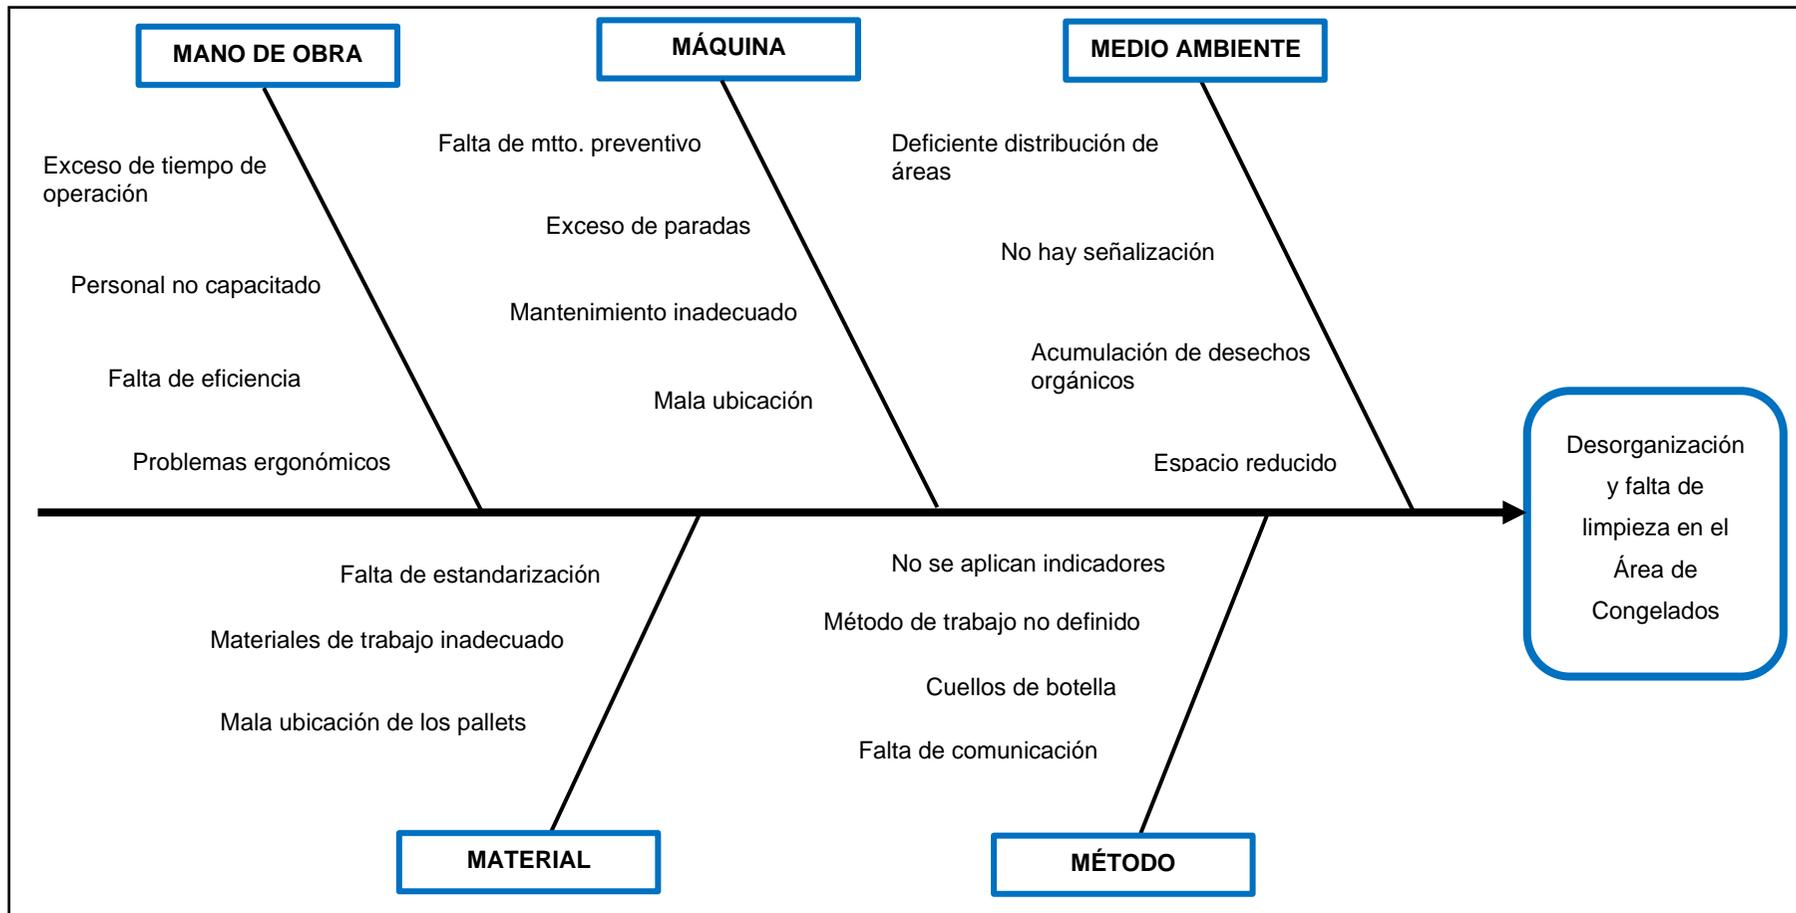 MANO DE OBRA
MÁQUINA
MEDIO AMBIENTE
Exceso de tiempo de
operación
Personal no capacitado
Falta de eficiencia
Problemas ergonómicos
Falta de mtto. preventivo
Exceso de paradas
Mantenimiento inadecuado
Mala ubicación
Deficiente distribución de
áreas
No hay señalización
Acumulación de desechos
orgánicos
Espacio reducido
Desorganización
y falta de
limpieza en el
Área de
Congelados
Falta de estandarización
Materiales de trabajo inadecuado
Mala ubicación de los pallets
No se aplican indicadores
Método de trabajo no definido
Cuellos de botella
Falta de comunicación
MATERIAL
MÉTODO